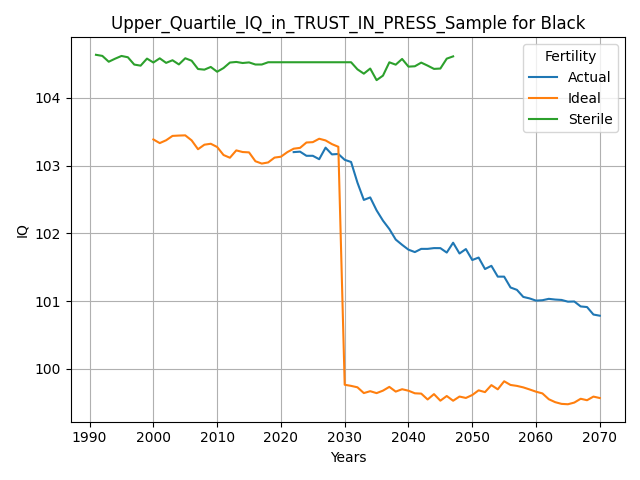 Upper_Quartile_IQ_in_TRUST_IN_PRESS_Sample for Black
Fertility
Actual
Ideal
Sterile
104
103
102
101
100
IQ
1990 2000 2010 2020 2030 2040 2050 2060 2070
Years